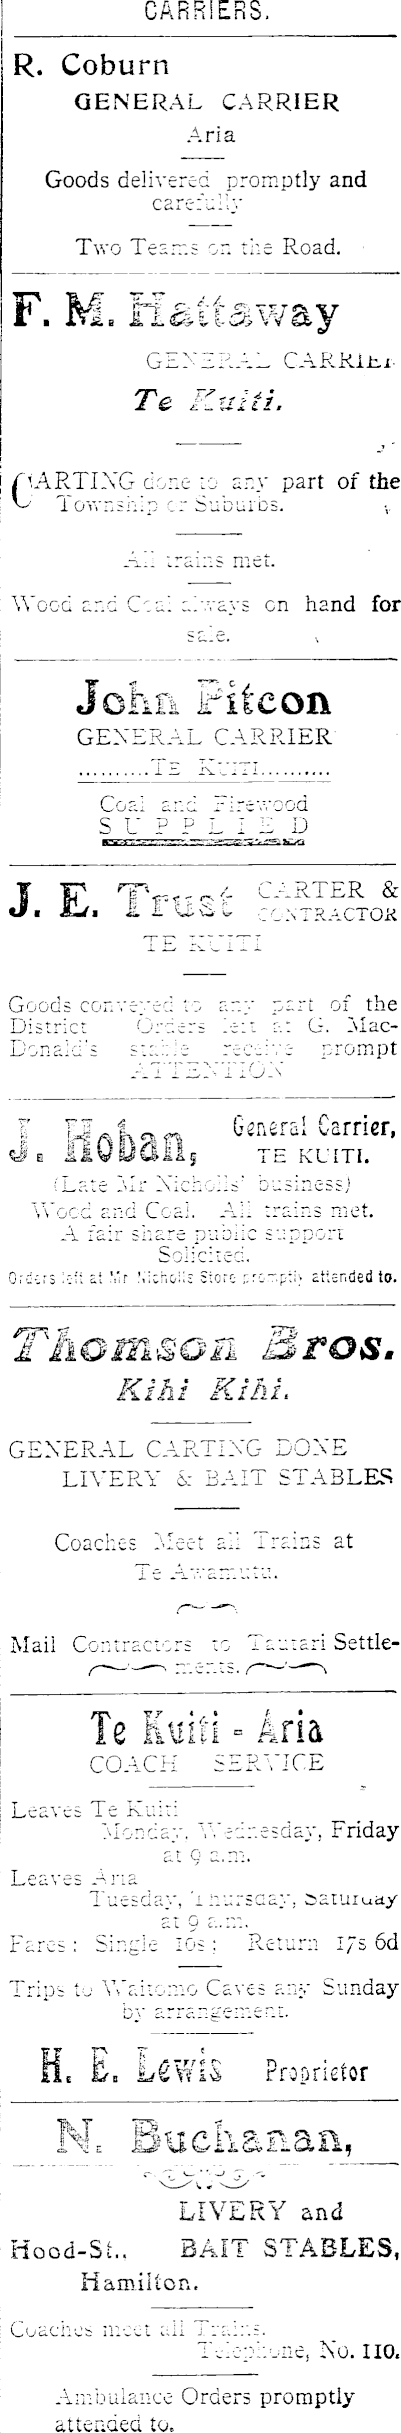 CARRIERS.
R. Coburn
GENERAL CARRIER
Aria
Goods delivered promptly and
carefully
Two Teams on the Road.
F. M. Hattaway
GENERAL CARRIER
Te Kuiti.
CARTING done to any part of the
Township or Suburbs.
All trains met.
Wood and Coal always on hand for
sale.
John Pitcon
GENERAL CARRIER
..........TE KUITI..........
Coal and Firewood
SUPPLIED
J. E. Trust CARTER &
CONTRACTOR
TE KUITI
Goods conveyed to any part of the
District Orders left at G. Mac-
Donald's stable receive prompt
ATTENTION
J. Hoban, General Carrier,
TE KUITI.
(Late Mr Nicholls' business)
Wood and Coal. All trains met.
A fair share public support
Solicited.
Orders left at Mr Nicholls Store promptly attended to.
Thomson Bros.
Kihi Kihi.
GENERAL CARTING DONE
LIVERY & BAIT STABLES
Coaches Meet all Trains at
Te Awamutu.
Mail Contractors to Tautari Settle-
ments.
Te Kuiti - Aria
COACH SERVICE
Leaves Te Kuiti
Monday, Wednesday, Friday
at 9 a.m.
Leaves Aria
Tuesday, Thursday, Saturday
at 9 a.m.
Fares: Single 10s; Return 17s 6d
Trips to Waitomo Caves any Sunday
by arrangement.
H. E. Lewis Proprietor
N. Buchanan,
LIVERY and
Hood-St., BAIT STABLES,
Hamilton.
Coaches meet all Trains.
Telephone, No. 110.
Ambulance Orders promptly
attended to.